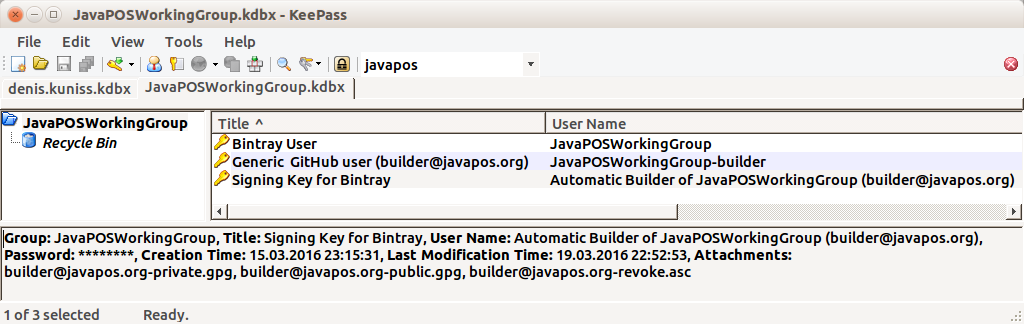 JavaPOSWorkingGroup.kdbx - KeePass
File Edit View Tools Help
javapos
denis.kuniss.kdbx JavaPOSWorkingGroup.kdbx
JavaPOSWorkingGroup
Recycle Bin
Title ^ User Name
Bintray User JavaPOSWorkingGroup
Generic GitHub user (builder@javapos.org) JavaPOSWorkingGroup-builder
Signing Key for Bintray Automatic Builder of JavaPOSWorkingGroup (builder@javapos.org)
Group: JavaPOSWorkingGroup, Title: Signing Key for Bintray, User Name: Automatic Builder of JavaPOSWorkingGroup (builder@javapos.org),
Password: ********, Creation Time: 15.03.2016 23:15:31, Last Modification Time: 19.03.2016 22:52:53, Attachments:
builder@javapos.org-private.gpg, builder@javapos.org-public.gpg, builder@javapos.org-revoke.asc
1 of 3 selected Ready.